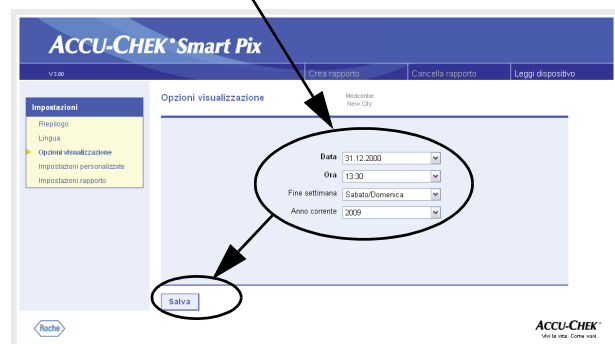 ACCU-CHEK® Smart Pix
V 3.00
Crea rapporto
Cancella rapporto
Leggi dispositivo
Impostazioni
Riepilogo
Lingua
Opzioni visualizzazione
Impostazioni personalizzate
Impostazioni rapporto
Opzioni visualizzazione
Medcenter
New City
Data 31.12.2000
Ora 13:30
Fine settimana Sabato/Domenica
Anno corrente 2009
Salva
Roche
ACCU-CHEK®
Vivi la vita. Come vuoi.